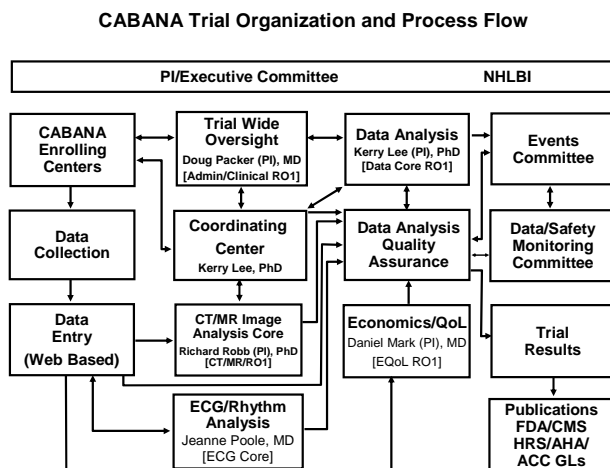 CABANA Trial Organization and Process Flow
PI/Executive Committee
NHLBI
CABANA
Enrolling
Centers
Trial Wide
Oversight
Doug Packer (PI), MD
[Admin/Clinical RO1]
Data Analysis
Kerry Lee (PI), PhD
[Data Core RO1]
Events
Committee
Data
Collection
Coordinating
Center
Kerry Lee, PhD
Data Analysis
Quality
Assurance
Data/Safety
Monitoring
Committee
Data
Entry
(Web Based)
CT/MR Image
Analysis Core
Richard Robb (PI), PhD
[CT/MR/RO1]
Economics/QoL
Daniel Mark (PI), MD
[EQoL RO1]
Trial
Results
ECG/Rhythm
Analysis
Jeanne Poole, MD
[ECG Core]
Publications
FDA/CMS
HRS/AHA/
ACC GLs